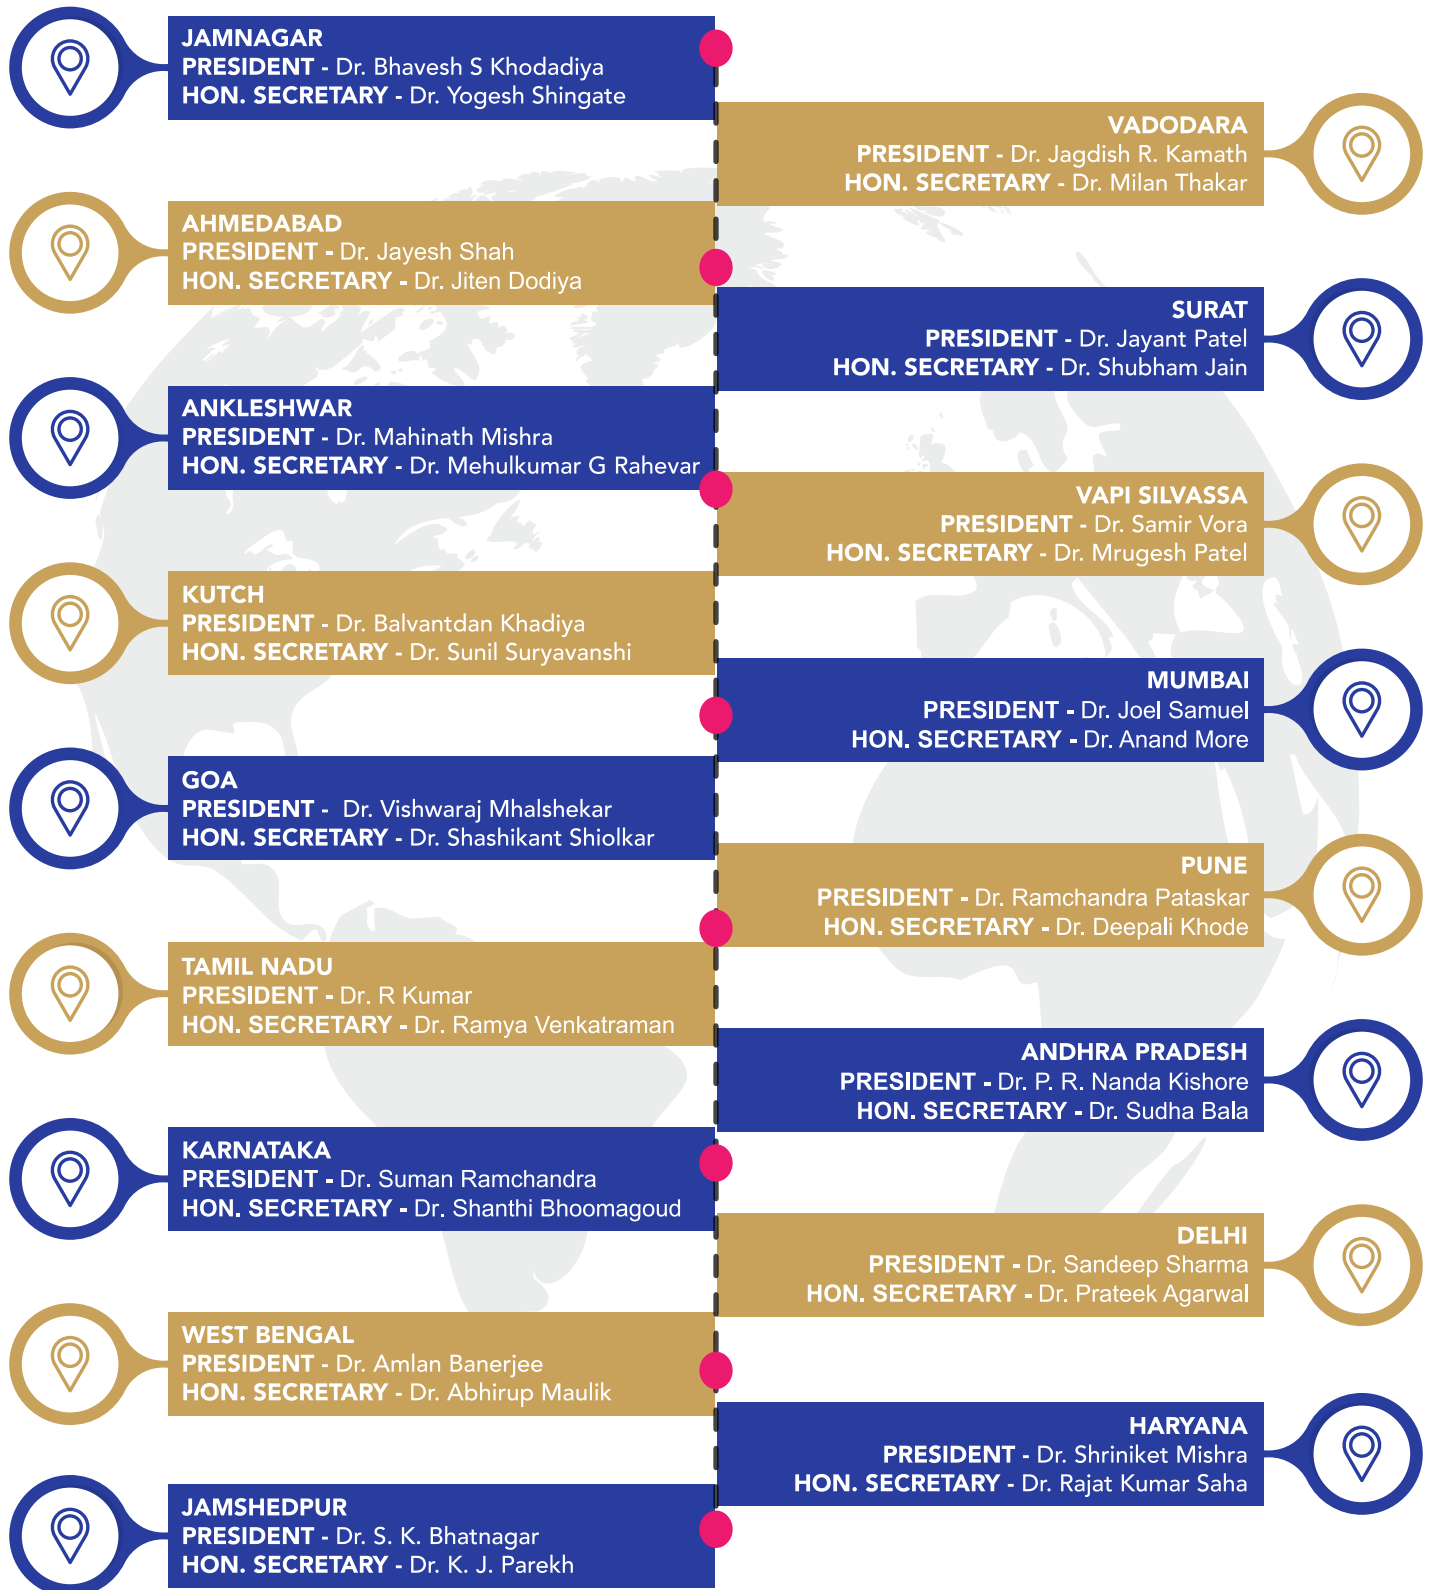 JAMNAGAR
PRESIDENT - Dr. Bhavesh S Khodadiya
HON. SECRETARY - Dr. Yogesh Shingate
VADODARA
PRESIDENT - Dr. Jagdish R. Kamath
HON. SECRETARY - Dr. Milan Thakar
AHMEDABAD
PRESIDENT - Dr. Jayesh Shah
HON. SECRETARY - Dr. Jiten Dodiya
SURAT
PRESIDENT - Dr. Jayant Patel
HON. SECRETARY - Dr. Shubham Jain
ANKLESHWAR
PRESIDENT - Dr. Mahinath Mishra
HON. SECRETARY - Dr. Mehulkumar G Rahevar
VAPI SILVASSA
PRESIDENT - Dr. Samir Vora
HON. SECRETARY - Dr. Mrugesh Patel
KUTCH
PRESIDENT - Dr. Balvantdan Khadiya
HON. SECRETARY - Dr. Sunil Suryavanshi
MUMBAI
PRESIDENT - Dr. Joel Samuel
HON. SECRETARY - Dr. Anand More
GOA
PRESIDENT - Dr. Vishwaraj Mhalshekar
HON. SECRETARY - Dr. Shashikant Shiolkar
PUNE
PRESIDENT - Dr. Ramchandra Pataskar
HON. SECRETARY - Dr. Deepali Khode
TAMIL NADU
PRESIDENT - Dr. R Kumar
HON. SECRETARY - Dr. Ramya Venkatraman
ANDHRA PRADESH
PRESIDENT - Dr. P. R. Nanda Kishore
HON. SECRETARY - Dr. Sudha Bala
KARNATAKA
PRESIDENT - Dr. Suman Ramchandra
HON. SECRETARY - Dr. Shanthi Bhoomagoud
DELHI
PRESIDENT - Dr. Sandeep Sharma
HON. SECRETARY - Dr. Prateek Agarwal
WEST BENGAL
PRESIDENT - Dr. Amlan Banerjee
HON. SECRETARY - Dr. Abhirup Maulik
HARYANA
PRESIDENT - Dr. Shriniket Mishra
HON. SECRETARY - Dr. Rajat Kumar Saha
JAMSHEDPUR
PRESIDENT - Dr. S. K. Bhatnagar
HON. SECRETARY - Dr. K. J. Parekh